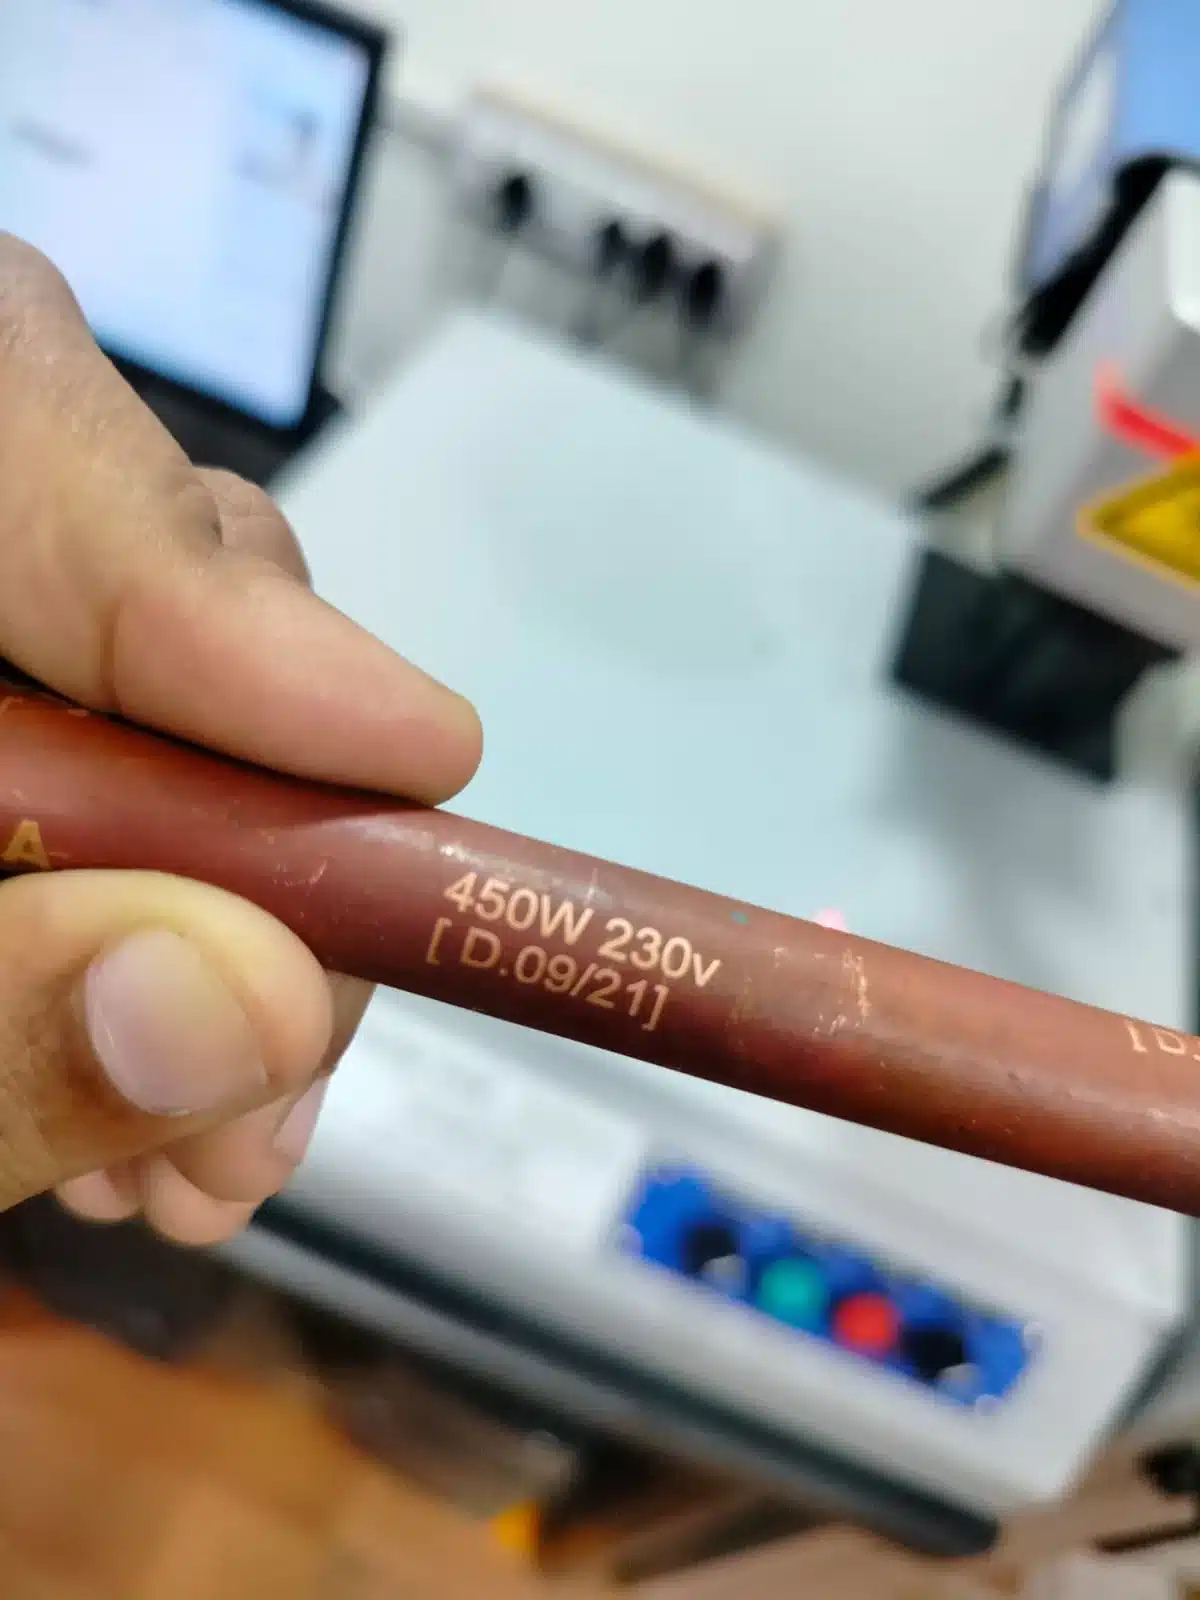 A
450W 230v
[ D.09/21]
[D.